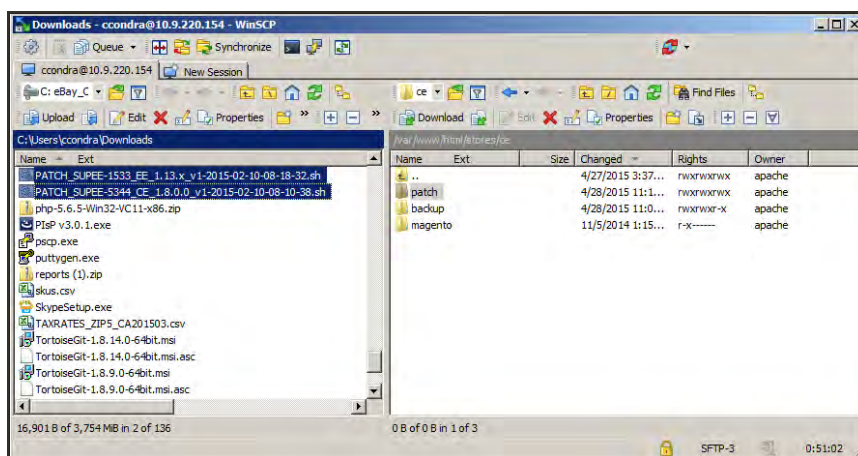 Downloads - ccondra@10.9.220.154 - WinSCP
Queue Synchronize
ccondra@10.9.220.154 New Session
C: eBay_C ce Find Files
Upload Edit Properties » » Download Edit Properties
C:\Users\ccondra\Downloads /var/www/html/stores/ce
Name Ext Name Ext Size Changed Rights Owner
PATCH_SUPEE-1533_EE_1.13.x_v1-2015-02-10-08-18-32.sh .. 4/27/2015 3:37... rwxrwxrwx apache
PATCH_SUPEE-5344_CE_1.8.0.0_v1-2015-02-10-08-10-38.sh patch 4/28/2015 11:1... rwxrwxrwx apache
php-5.6.5-Win32-VC11-x86.zip backup 4/28/2015 11:0... rwxrwxr-x apache
PIsP v3.0.1.exe magento 11/5/2014 1:15... r-x------ apache
pscp.exe
puttygen.exe
reports (1).zip
skus.csv
SkypeSetup.exe
TAXRATES_ZIP5_CA201503.csv
TortoiseGit-1.8.14.0-64bit.msi
TortoiseGit-1.8.14.0-64bit.msi.asc
TortoiseGit-1.8.9.0-64bit.msi
TortoiseGit-1.8.9.0-64bit.msi.asc
16,901 B of 3,754 MiB in 2 of 136 0 B of 0 B in 1 of 3
SFTP-3 0:51:02